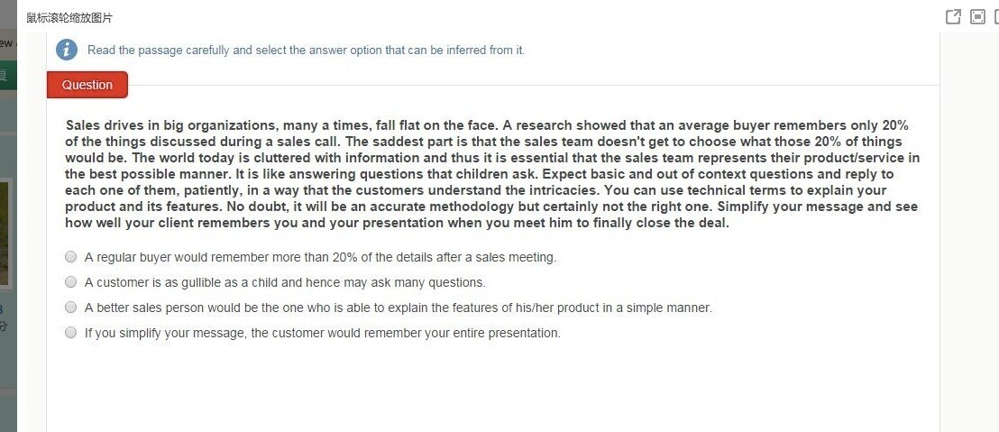 鼠标滚轮缩放图片
ew
复
Read the passage carefully and select the answer option that can be inferred from it.
Question
Sales drives in big organizations, many a times, fall flat on the face. A research showed that an average buyer remembers only 20%
of the things discussed during a sales call. The saddest part is that the sales team doesn't get to choose what those 20% of things
would be. The world today is cluttered with information and thus it is essential that the sales team represents their product/service in
the best possible manner. It is like answering questions that children ask. Expect basic and out of context questions and reply to
each one of them, patiently, in a way that the customers understand the intricacies. You can use technical terms to explain your
product and its features. No doubt, it will be an accurate methodology but certainly not the right one. Simplify your message and see
how well your client remembers you and your presentation when you meet him to finally close the deal.
A regular buyer would remember more than 20% of the details after a sales meeting.
A customer is as gullible as a child and hence may ask many questions.
A better sales person would be the one who is able to explain the features of his/her product in a simple manner.
If you simplify your message, the customer would remember your entire presentation.
3
分